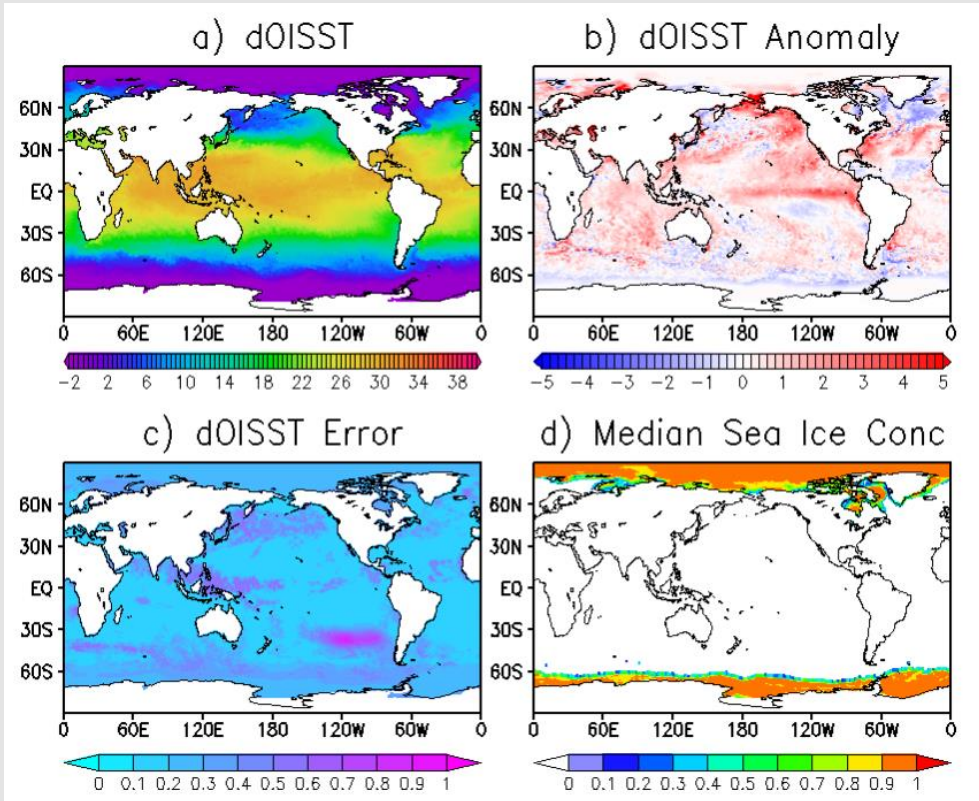 a) dOISST
60N
30N
EQ
30S
60S
0 60E 120E 180 120W 60W 0
-2 2 6 10 14 18 22 26 30 34 38
b) dOISST Anomaly
60N
30N
EQ
30S
60S
0 60E 120E 180 120W 60W 0
-5 -3 -2 -1 0 1 2 3 4 5
c) dOISST Error
60N
30N
EQ
30S
60S
0 60E 120E 180 120W 60W 0
0 0.1 0.2 0.3 0.4 0.5 0.6 0.7 0.8 0.9 1
d) Median Sea Ice Conc
60N
30N
EQ
30S
60S
0 60E 120E 180 120W 60W 0
0 0.1 0.2 0.3 0.4 0.5 0.6 0.7 0.8 0.9 1